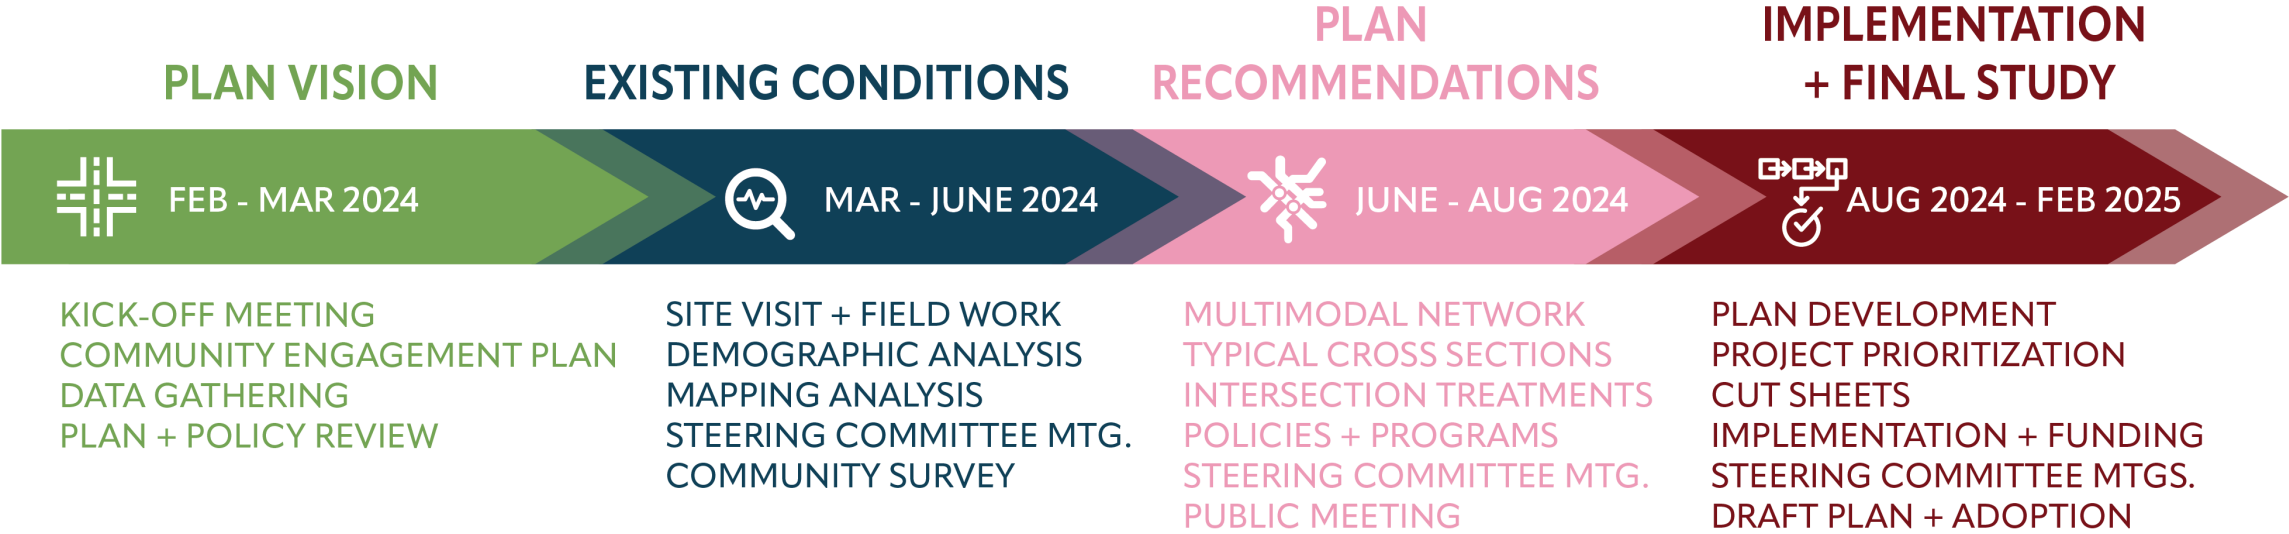 PLAN VISION
FEB - MAR 2024
KICK-OFF MEETING
COMMUNITY ENGAGEMENT PLAN
DATA GATHERING
PLAN + POLICY REVIEW
EXISTING CONDITIONS
MAR - JUNE 2024
SITE VISIT + FIELD WORK
DEMOGRAPHIC ANALYSIS
MAPPING ANALYSIS
STEERING COMMITTEE MTG.
COMMUNITY SURVEY
PLAN
RECOMMENDATIONS
JUNE - AUG 2024
MULTIMODAL NETWORK
TYPICAL CROSS SECTIONS
INTERSECTION TREATMENTS
POLICIES + PROGRAMS
STEERING COMMITTEE MTG.
PUBLIC MEETING
IMPLEMENTATION
+ FINAL STUDY
AUG 2024 - FEB 2025
PLAN DEVELOPMENT
PROJECT PRIORITIZATION
CUT SHEETS
IMPLEMENTATION + FUNDING
STEERING COMMITTEE MTGS.
DRAFT PLAN + ADOPTION